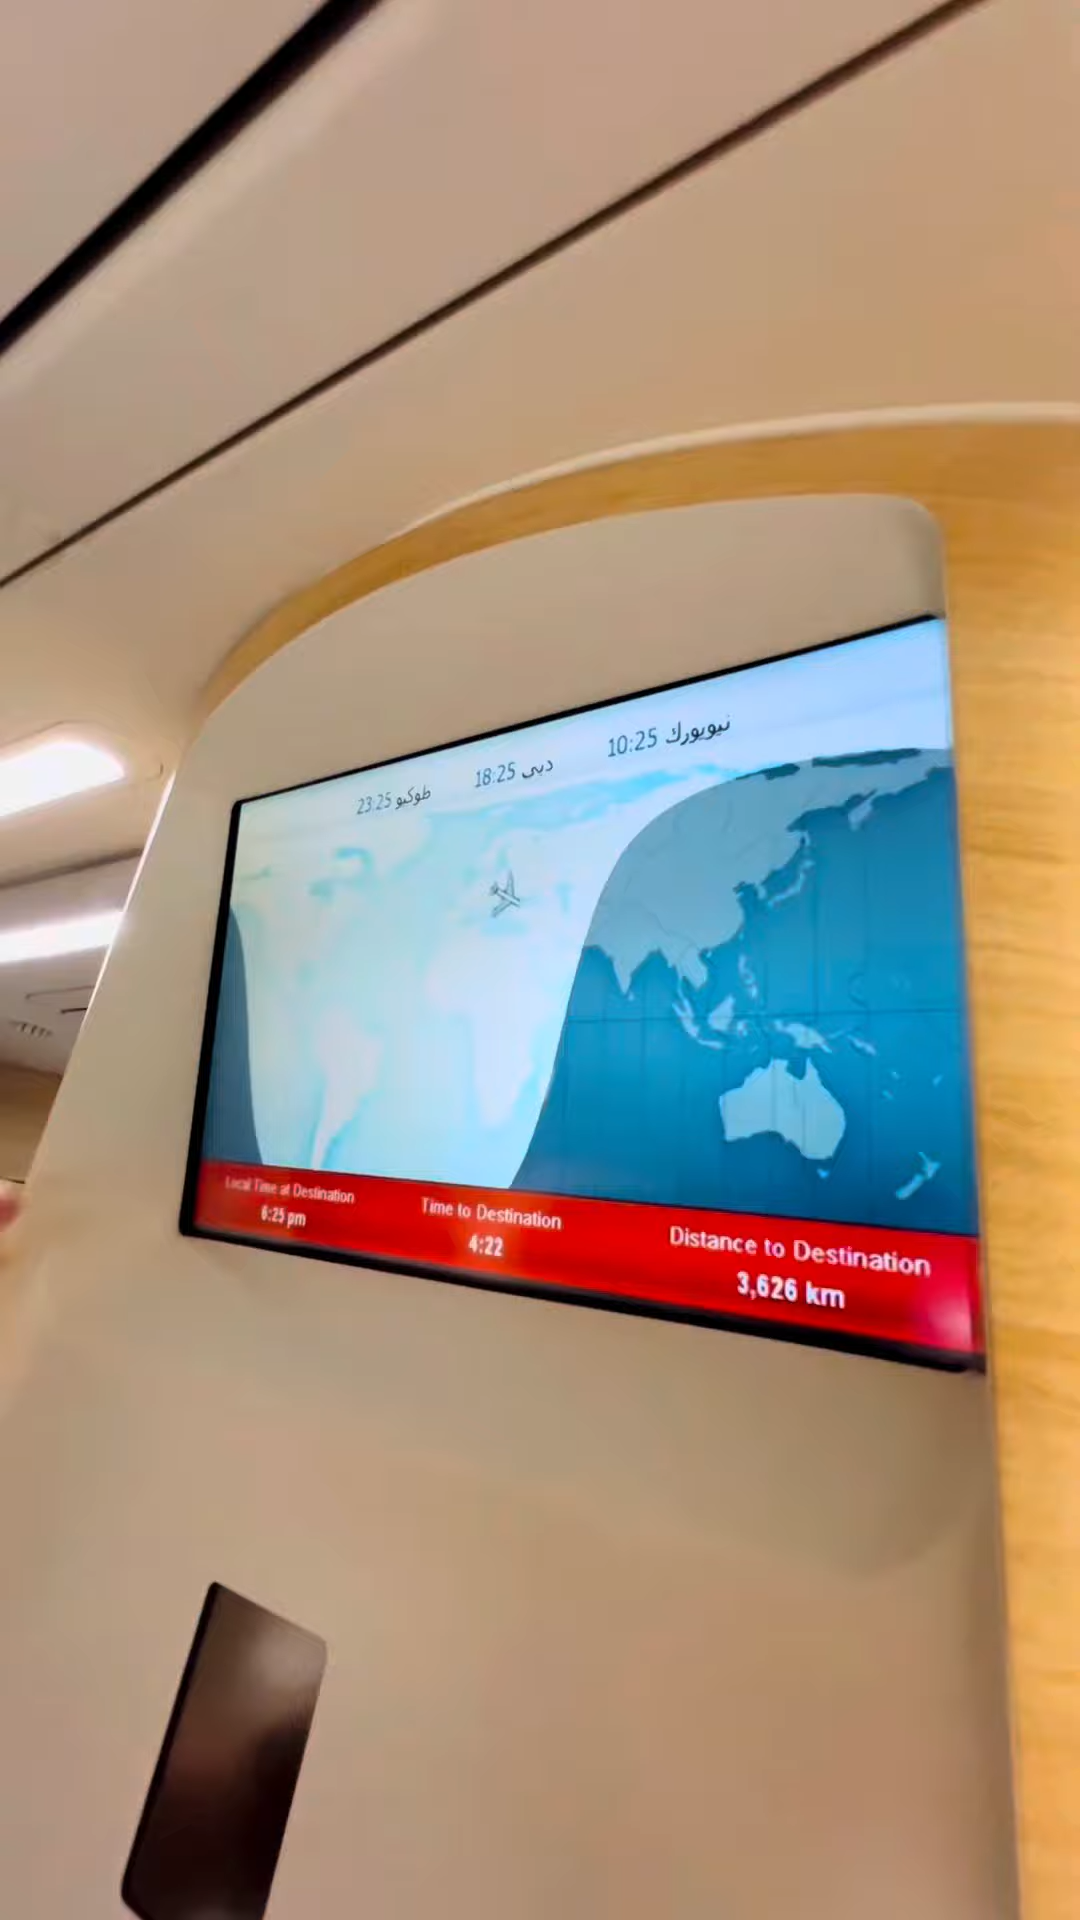 نيويورك 10:25
دبي 18:25
طوكيو 23:25
Local Time at Destination
6:25 pm
Time to Destination
4:22
Distance to Destination
3,626 km